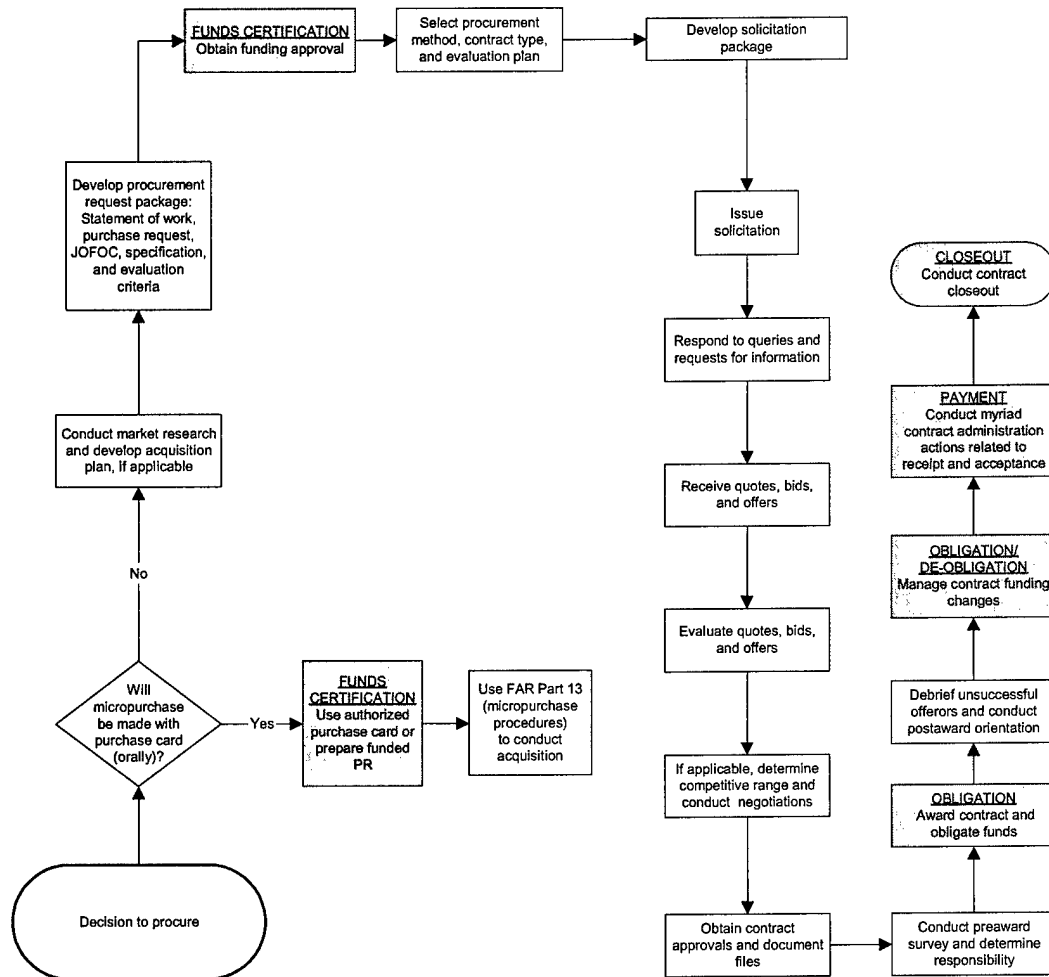 FUNDS CERTIFICATION
Obtain funding approval
Select procurement
method, contract type,
and evaluation plan
Develop solicitation
package
Develop procurement
request package:
Statement of work,
purchase request,
JOFOC, specification,
and evaluation
criteria
Issue
solicitation
CLOSEOUT
Conduct contract
closeout
Respond to queries and
requests for information
PAYMENT
Conduct myriad
contract administration
actions related to
receipt and acceptance
Conduct market research
and develop acquisition
plan, if applicable
Receive quotes, bids,
and offers
OBLIGATION/
DE-OBLIGATION
Manage contract funding
changes
No
Evaluate quotes, bids,
and offers
Will
micropurchase
be made with
purchase card
(orally)?
Yes
FUNDS
CERTIFICATION
Use authorized
purchase card or
prepare funded
PR
Use FAR Part 13
(micropurchase
procedures)
to conduct
acquisition
Debrief unsuccessful
offerors and conduct
postaward orientation
If applicable, determine
competitive range and
conduct negotiations
OBLIGATION
Award contract and
obligate funds
Decision to procure
Obtain contract
approvals and document
files
Conduct preaward
survey and determine
responsibility